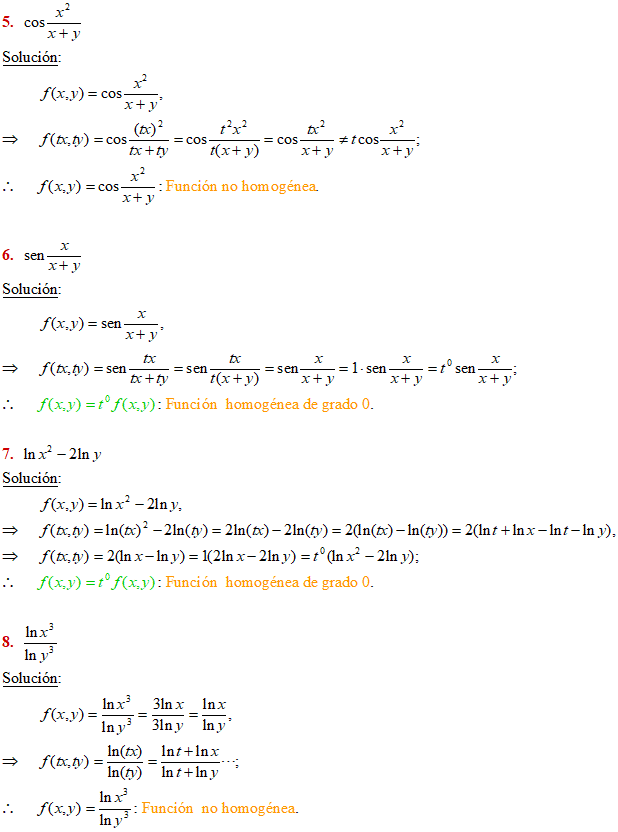 5. cos x²/(x + y)
Solución:
f(x,y) = cos x²/(x + y),
⇒ f(tx,ty) = cos (tx)²/(tx + ty) = cos t²x²/(t(x + y)) = cos tx²/(x + y) ≠ t cos x²/(x + y);
∴ f(x,y) = cos x²/(x + y) : Función no homogénea.
6. sen x/(x + y)
Solución:
f(x,y) = sen x/(x + y),
⇒ f(tx,ty) = sen tx/(tx + ty) = sen tx/(t(x + y)) = sen x/(x + y) = 1· sen x/(x + y) = t⁰ sen x/(x + y);
∴ f(x,y) = t⁰ f(x,y) : Función homogénea de grado 0.
7. ln x² − 2ln y
Solución:
f(x,y) = ln x² − 2ln y,
⇒ f(tx,ty) = ln(tx)² − 2ln(ty) = 2ln(tx) − 2ln(ty) = 2(ln(tx) − ln(ty)) = 2(ln t + ln x − ln t − ln y),
⇒ f(tx,ty) = 2(ln x − ln y) = 1(2ln x − 2ln y) = t⁰(ln x² − 2ln y);
∴ f(x,y) = t⁰ f(x,y) : Función homogénea de grado 0.
8. ln x³/ln y³
Solución:
f(x,y) = ln x³/ln y³ = 3ln x/3ln y = ln x/ln y,
⇒ f(tx,ty) = ln(tx)/ln(ty) = (ln t + ln x)/(ln t + ln y) ⋯;
∴ f(x,y) = ln x³/ln y³ : Función no homogénea.